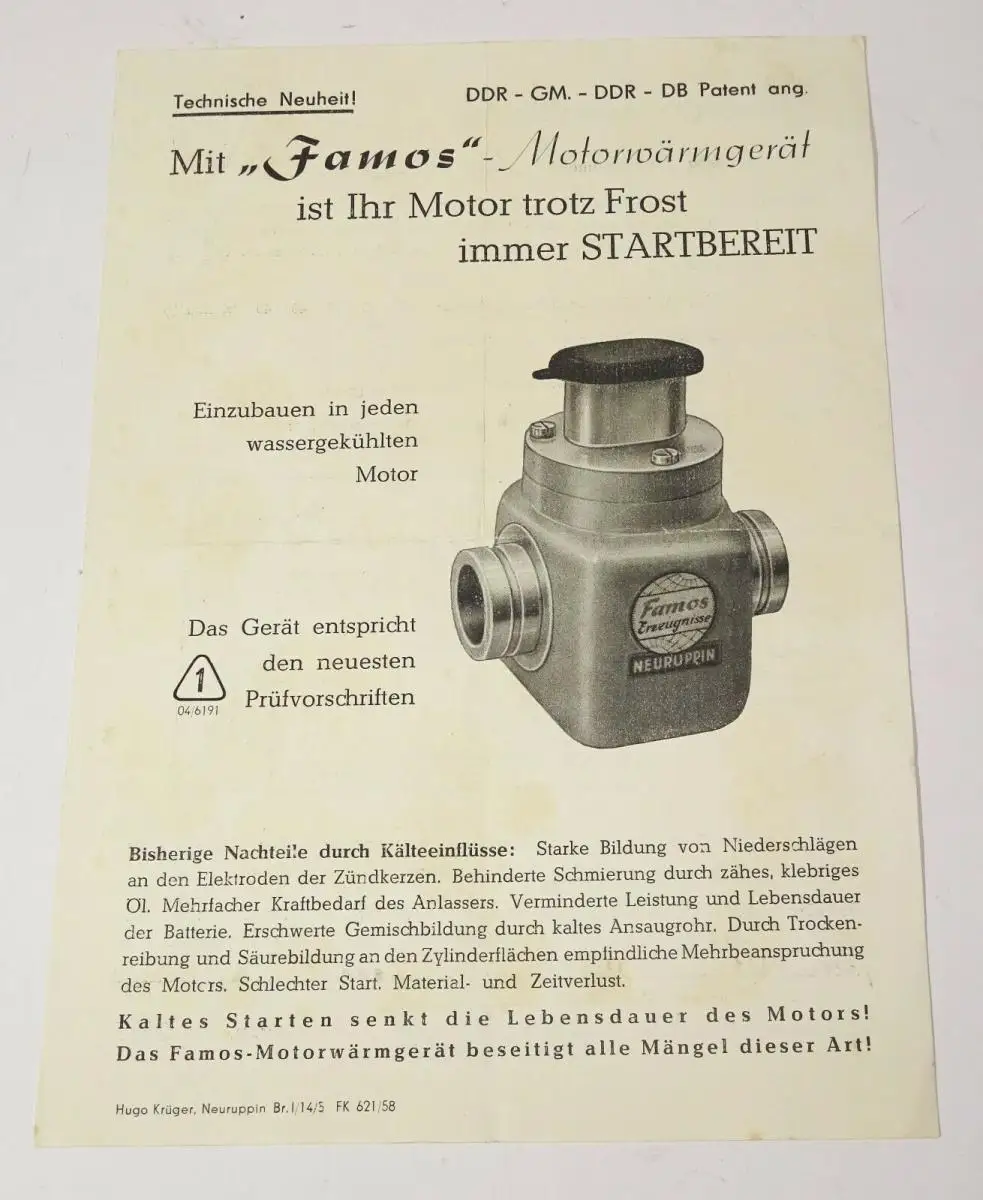 Technische Neuheit!
DDR - GM. - DDR - DB Patent ang.
Mit „Famos“-Motorwärmgerät
ist Ihr Motor trotz Frost
immer STARTBEREIT
Einzubauen in jeden
wassergekühlten
Motor
Famos
Erzeugnisse
NEURUPPIN
Das Gerät entspricht
den neuesten
Prüfvorschriften
1
04/6191
Bisherige Nachteile durch Kälteeinflüsse: Starke Bildung von Niederschlägen
an den Elektroden der Zündkerzen. Behinderte Schmierung durch zähes, klebriges
Öl. Mehrfacher Kraftbedarf des Anlassers. Verminderte Leistung und Lebensdauer
der Batterie. Erschwerte Gemischbildung durch kaltes Ansaugrohr. Durch Trocken-
reibung und Säurebildung an den Zylinderflächen empfindliche Mehrbeanspruchung
des Motors. Schlechter Start. Material- und Zeitverlust.
Kaltes Starten senkt die Lebensdauer des Motors!
Das Famos-Motorwärmgerät beseitigt alle Mängel dieser Art!
Hugo Krüger, Neuruppin Br. I/14/5 FK 621/58